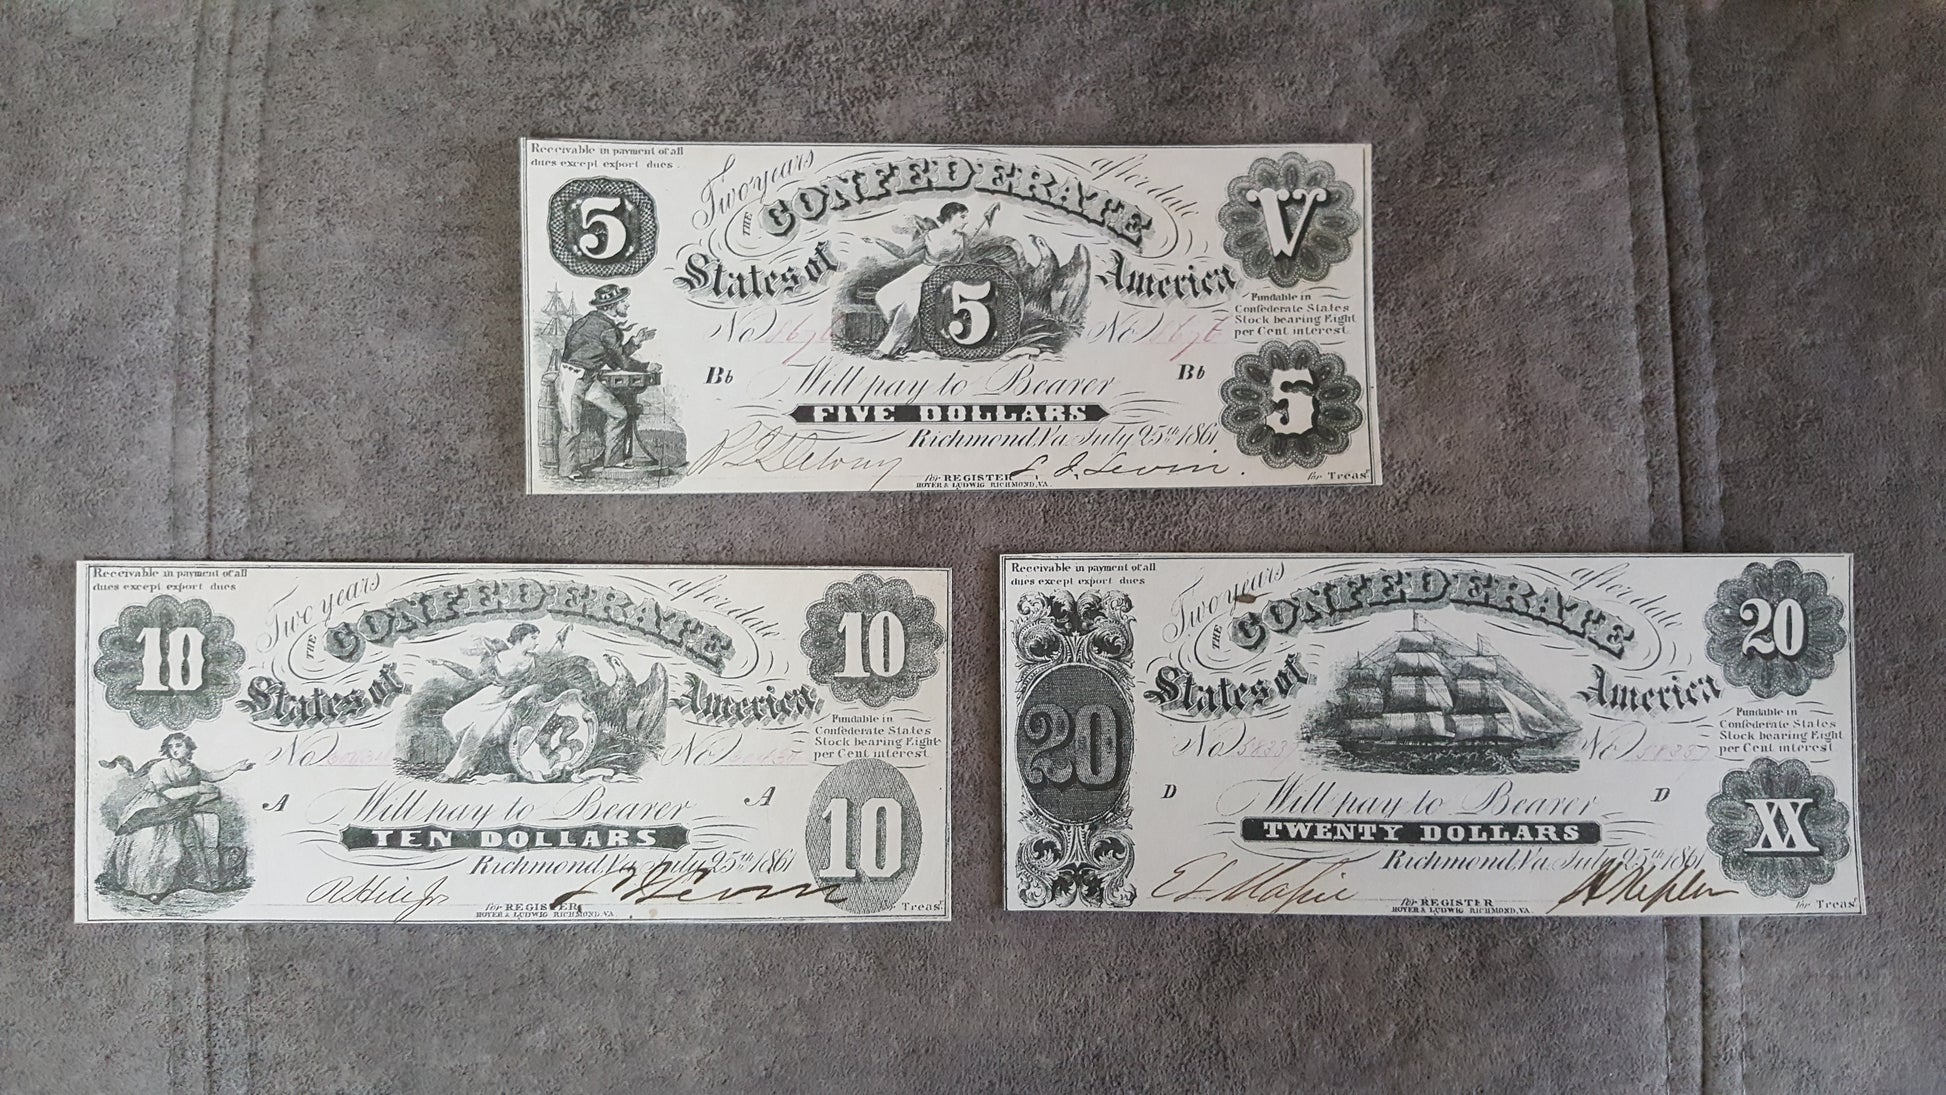 Receivable in payment of all
dues except export dues.
Two years after date
THE CONFEDERATE
States of America
5
V
5
Fundable in
Confederate States
Stock bearing Eight
per Cent interest.
No No
Bb Will pay to Bearer Bb
FIVE DOLLARS
Richmond, Va. July 25th 1861
5
for REGISTER for Treasr
HOYER & LUDWIG RICHMOND, VA.
Receivable in payment of all
dues except export dues
Two years after date
THE CONFEDERATE
States of America
10
10
Fundable in
Confederate States
Stock bearing Eight
per Cent interest.
No No
A Will pay to Bearer A
TEN DOLLARS
Richmond, Va. July 25th 1861
10
for REGISTER Treasr
HOYER & LUDWIG RICHMOND, VA
Receivable in payment of all
dues except export dues
Two years after date
THE CONFEDERATE
States of America
20
20
Fundable in
Confederate States
Stock bearing Eight
per Cent interest
No 58337 No 58337
D Will pay to Bearer D
TWENTY DOLLARS
Richmond, Va. July 25th 1861
XX
for REGISTER for Treasr
HOYER & LUDWIG RICHMOND, VA.